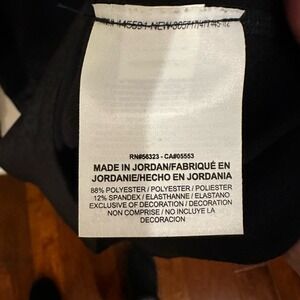 RN#56323 - CA#05553
MADE IN JORDAN/FABRIQUÉ EN
JORDANIE/HECHO EN JORDANIA
88% POLYESTER / POLYESTER / POLIESTER
12% SPANDEX / ELASTHANNE / ELASTANO
EXCLUSIVE OF DECORATION / DECORATION
NON COMPRISE / NO INCLUYE LA
DECORACION